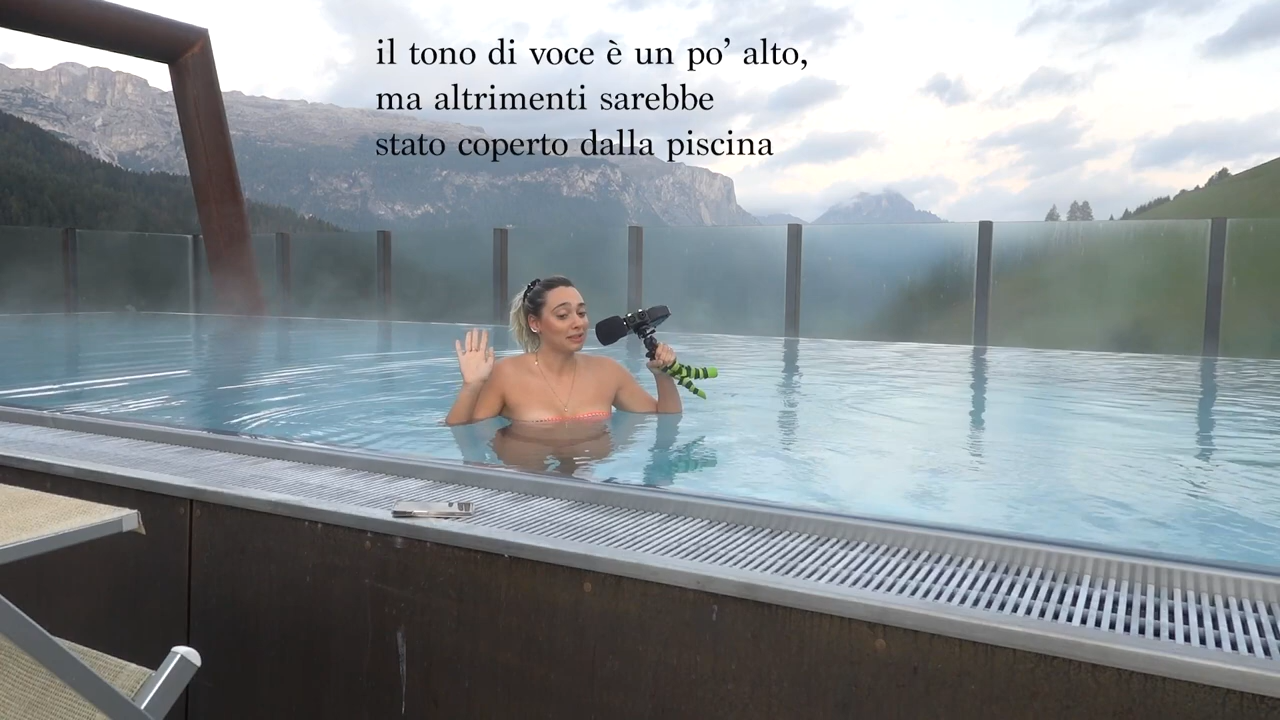 il tono di voce è un po’ alto,
ma altrimenti sarebbe
stato coperto dalla piscina